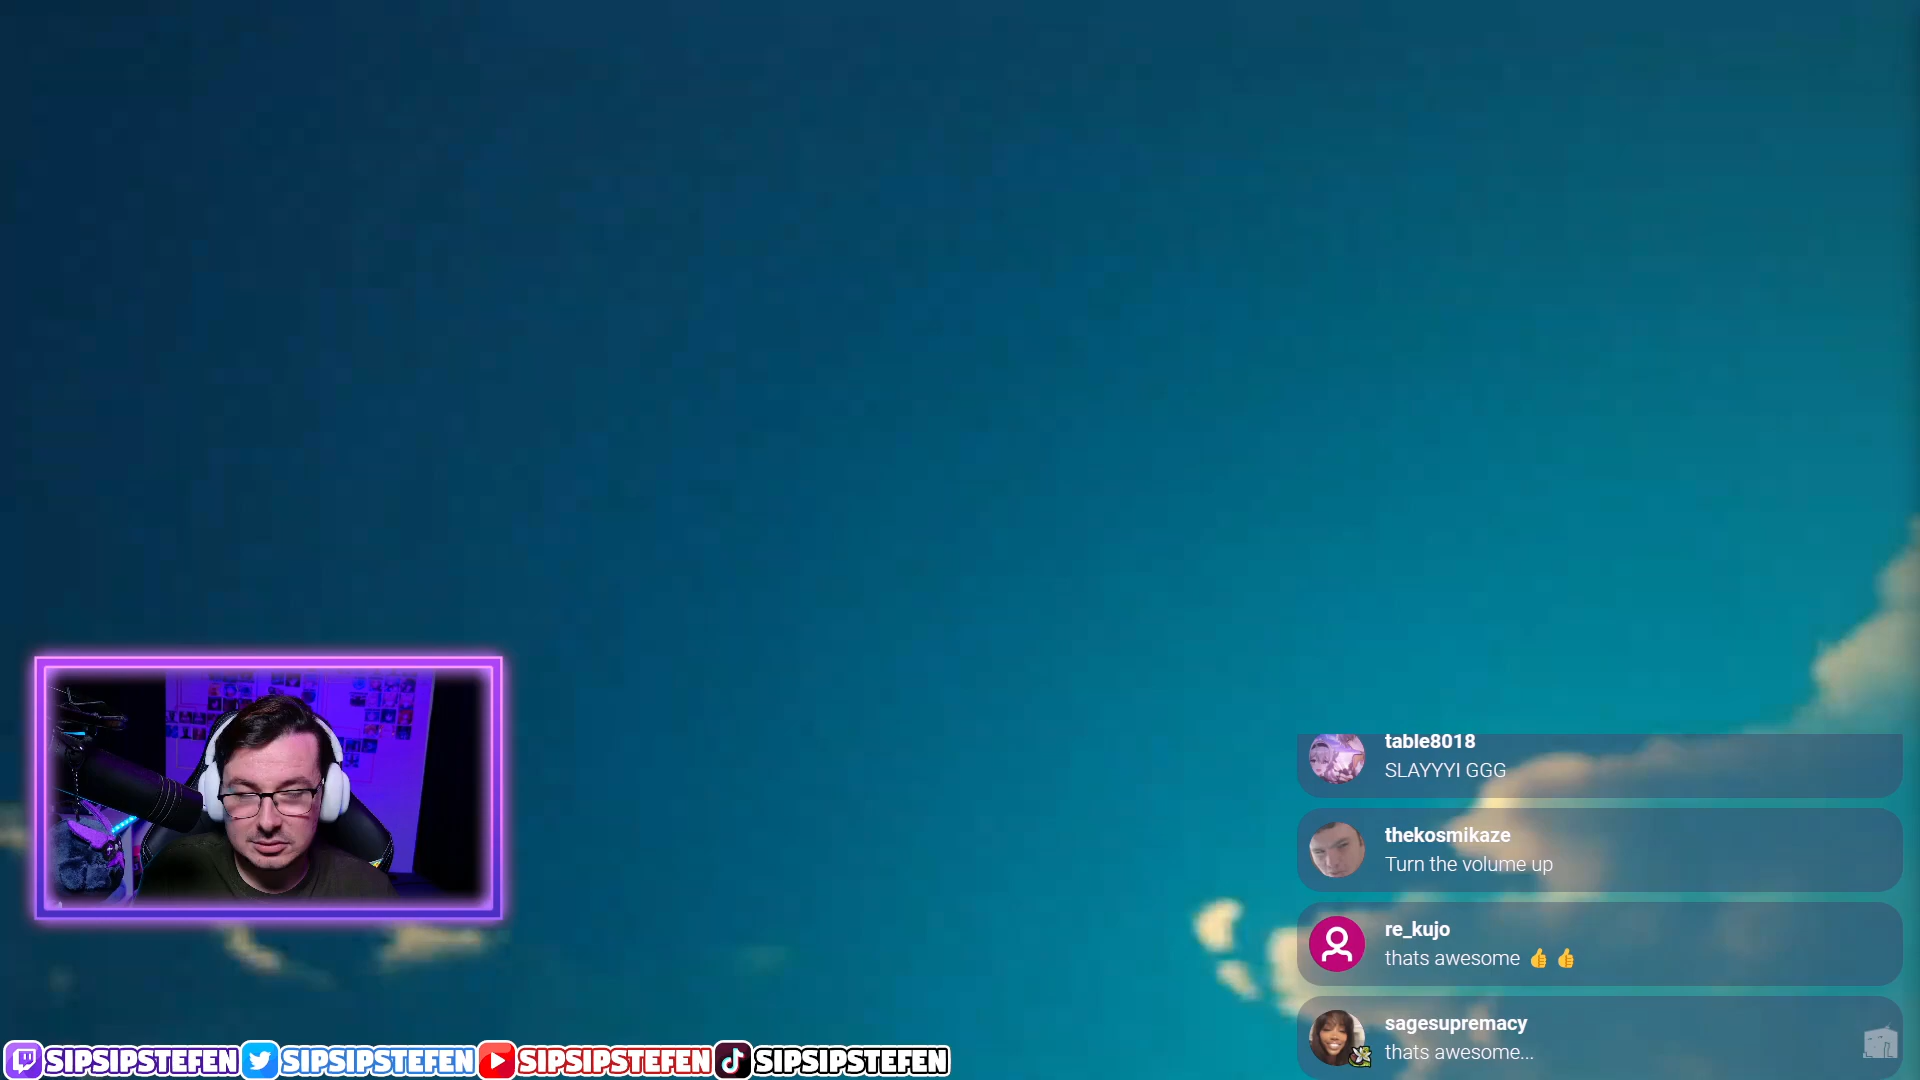 table8018
SLAYYYI GGG
thekosmikaze
Turn the volume up
re_kujo
thats awesome 👍 👍
sagesupremacy
thats awesome...
SIPSIPSTEFEN SIPSIPSTEFEN SIPSIPSTEFEN SIPSIPSTEFEN